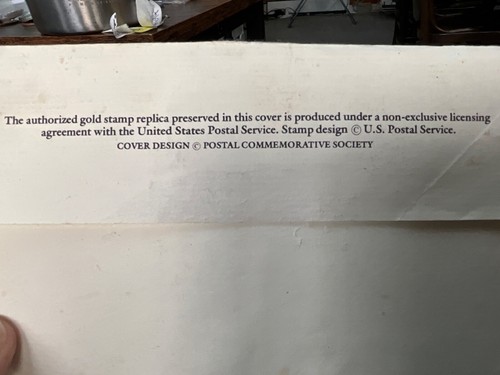 The authorized gold stamp replica preserved in this cover is produced under a non-exclusive licensing
agreement with the United States Postal Service. Stamp design © U.S. Postal Service.
COVER DESIGN © POSTAL COMMEMORATIVE SOCIETY